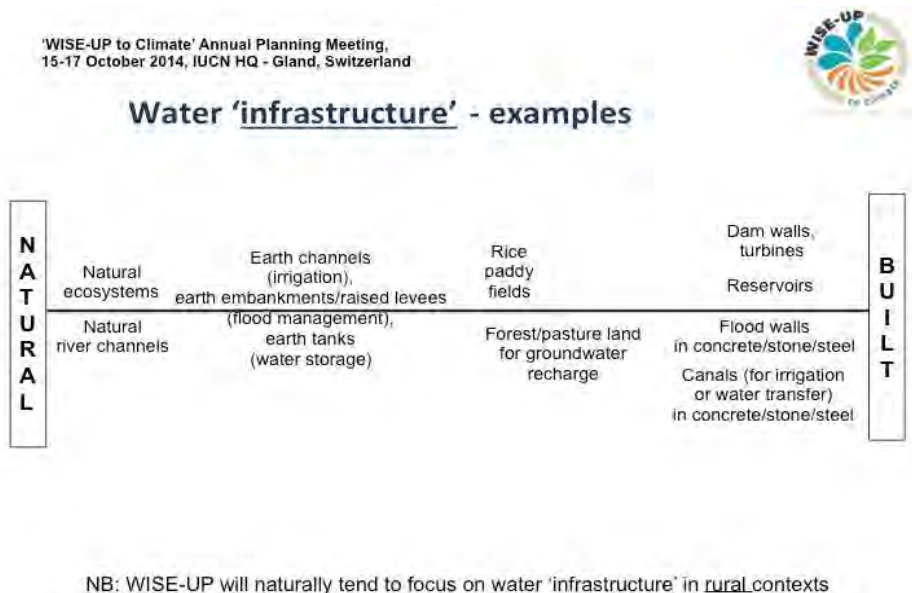 'WISE-UP to Climate' Annual Planning Meeting,
15-17 October 2014, IUCN HQ - Gland, Switzerland
WISE-UP
to climate
Water 'infrastructure' - examples
NATURAL
Natural
ecosystems
Natural
river channels
Earth channels
(irrigation),
earth embankments/raised levees
(flood management),
earth tanks
(water storage)
Rice
paddy
fields
Forest/pasture land
for groundwater
recharge
Dam walls,
turbines
Reservoirs
Flood walls
in concrete/stone/steel
Canals (for irrigation
or water transfer)
in concrete/stone/steel
BUILT
NB: WISE-UP will naturally tend to focus on water 'infrastructure' in rural contexts